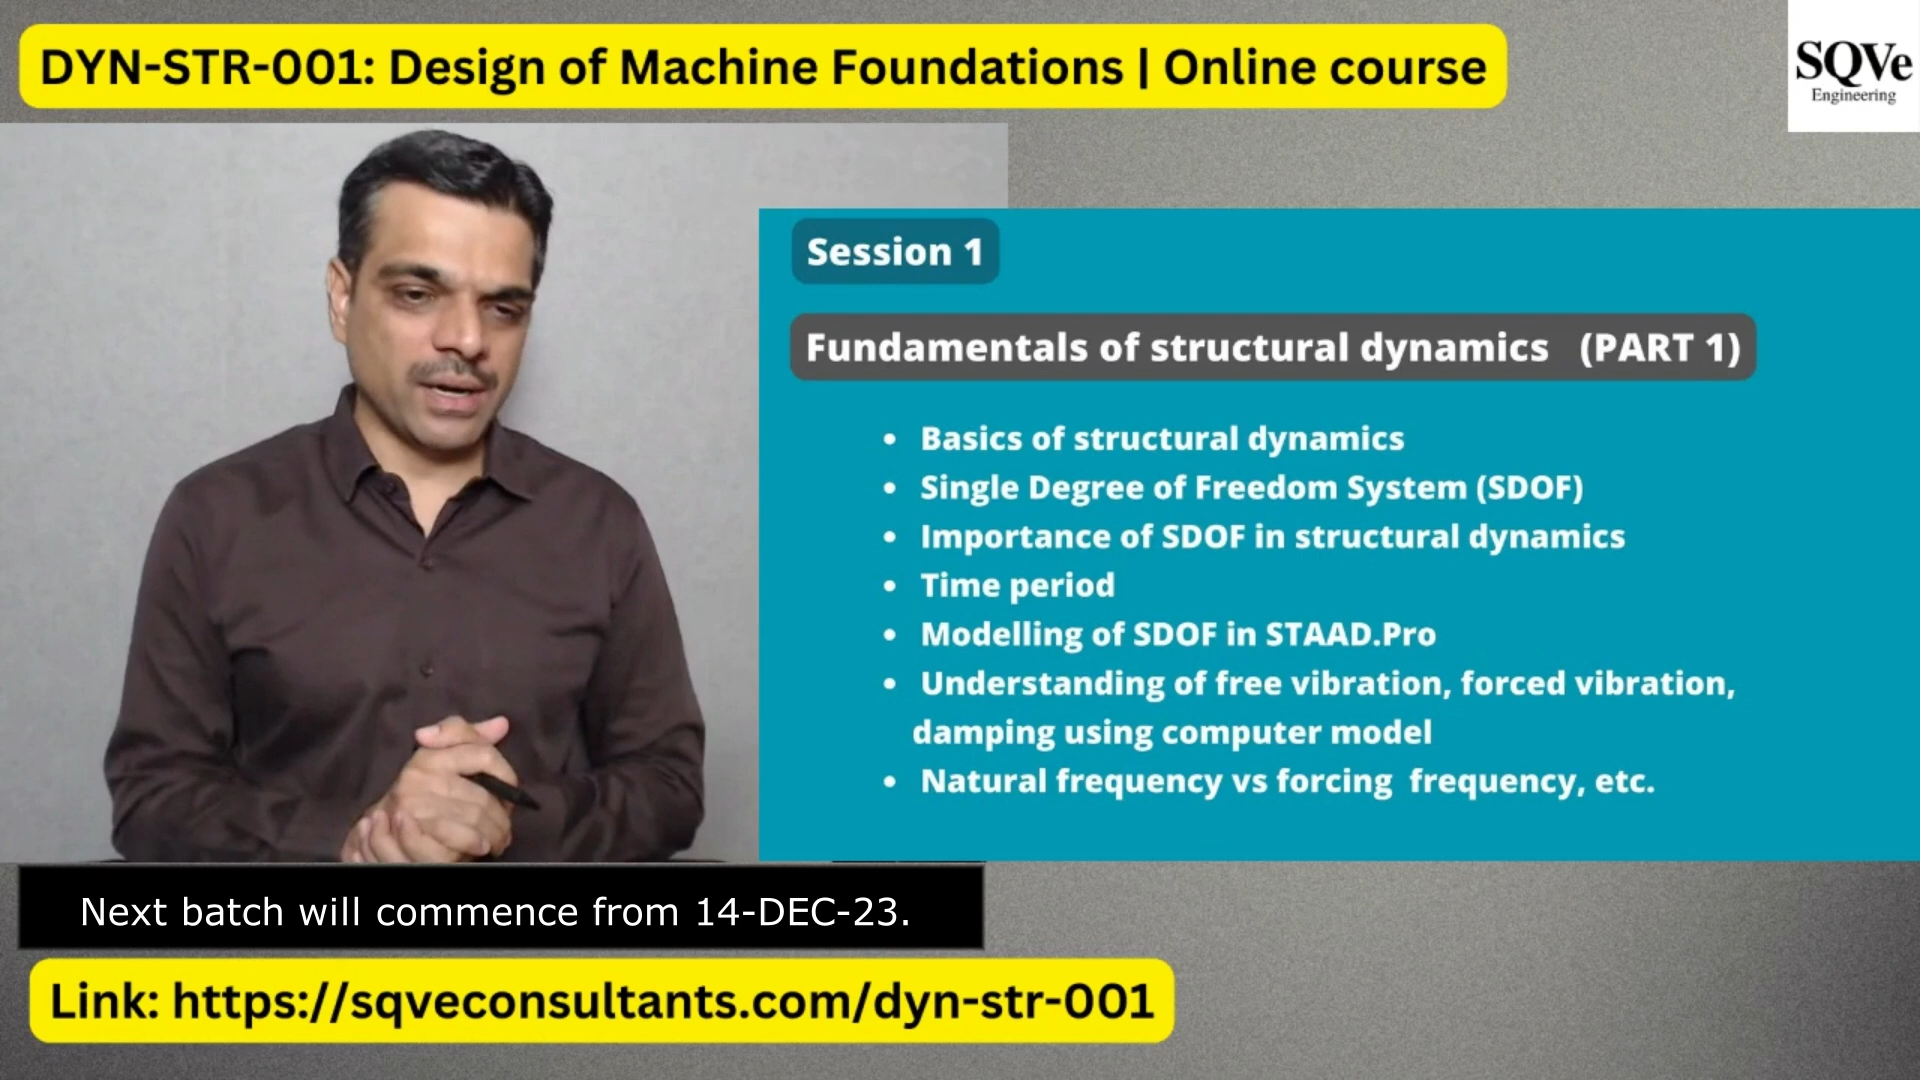 DYN-STR-001: Design of Machine Foundations | Online course
SQVe
Engineering
Session 1
Fundamentals of structural dynamics (PART 1)
• Basics of structural dynamics
• Single Degree of Freedom System (SDOF)
• Importance of SDOF in structural dynamics
• Time period
• Modelling of SDOF in STAAD.Pro
• Understanding of free vibration, forced vibration,
damping using computer model
• Natural frequency vs forcing frequency, etc.
Next batch will commence from 14-DEC-23.
Link: https://sqveconsultants.com/dyn-str-001